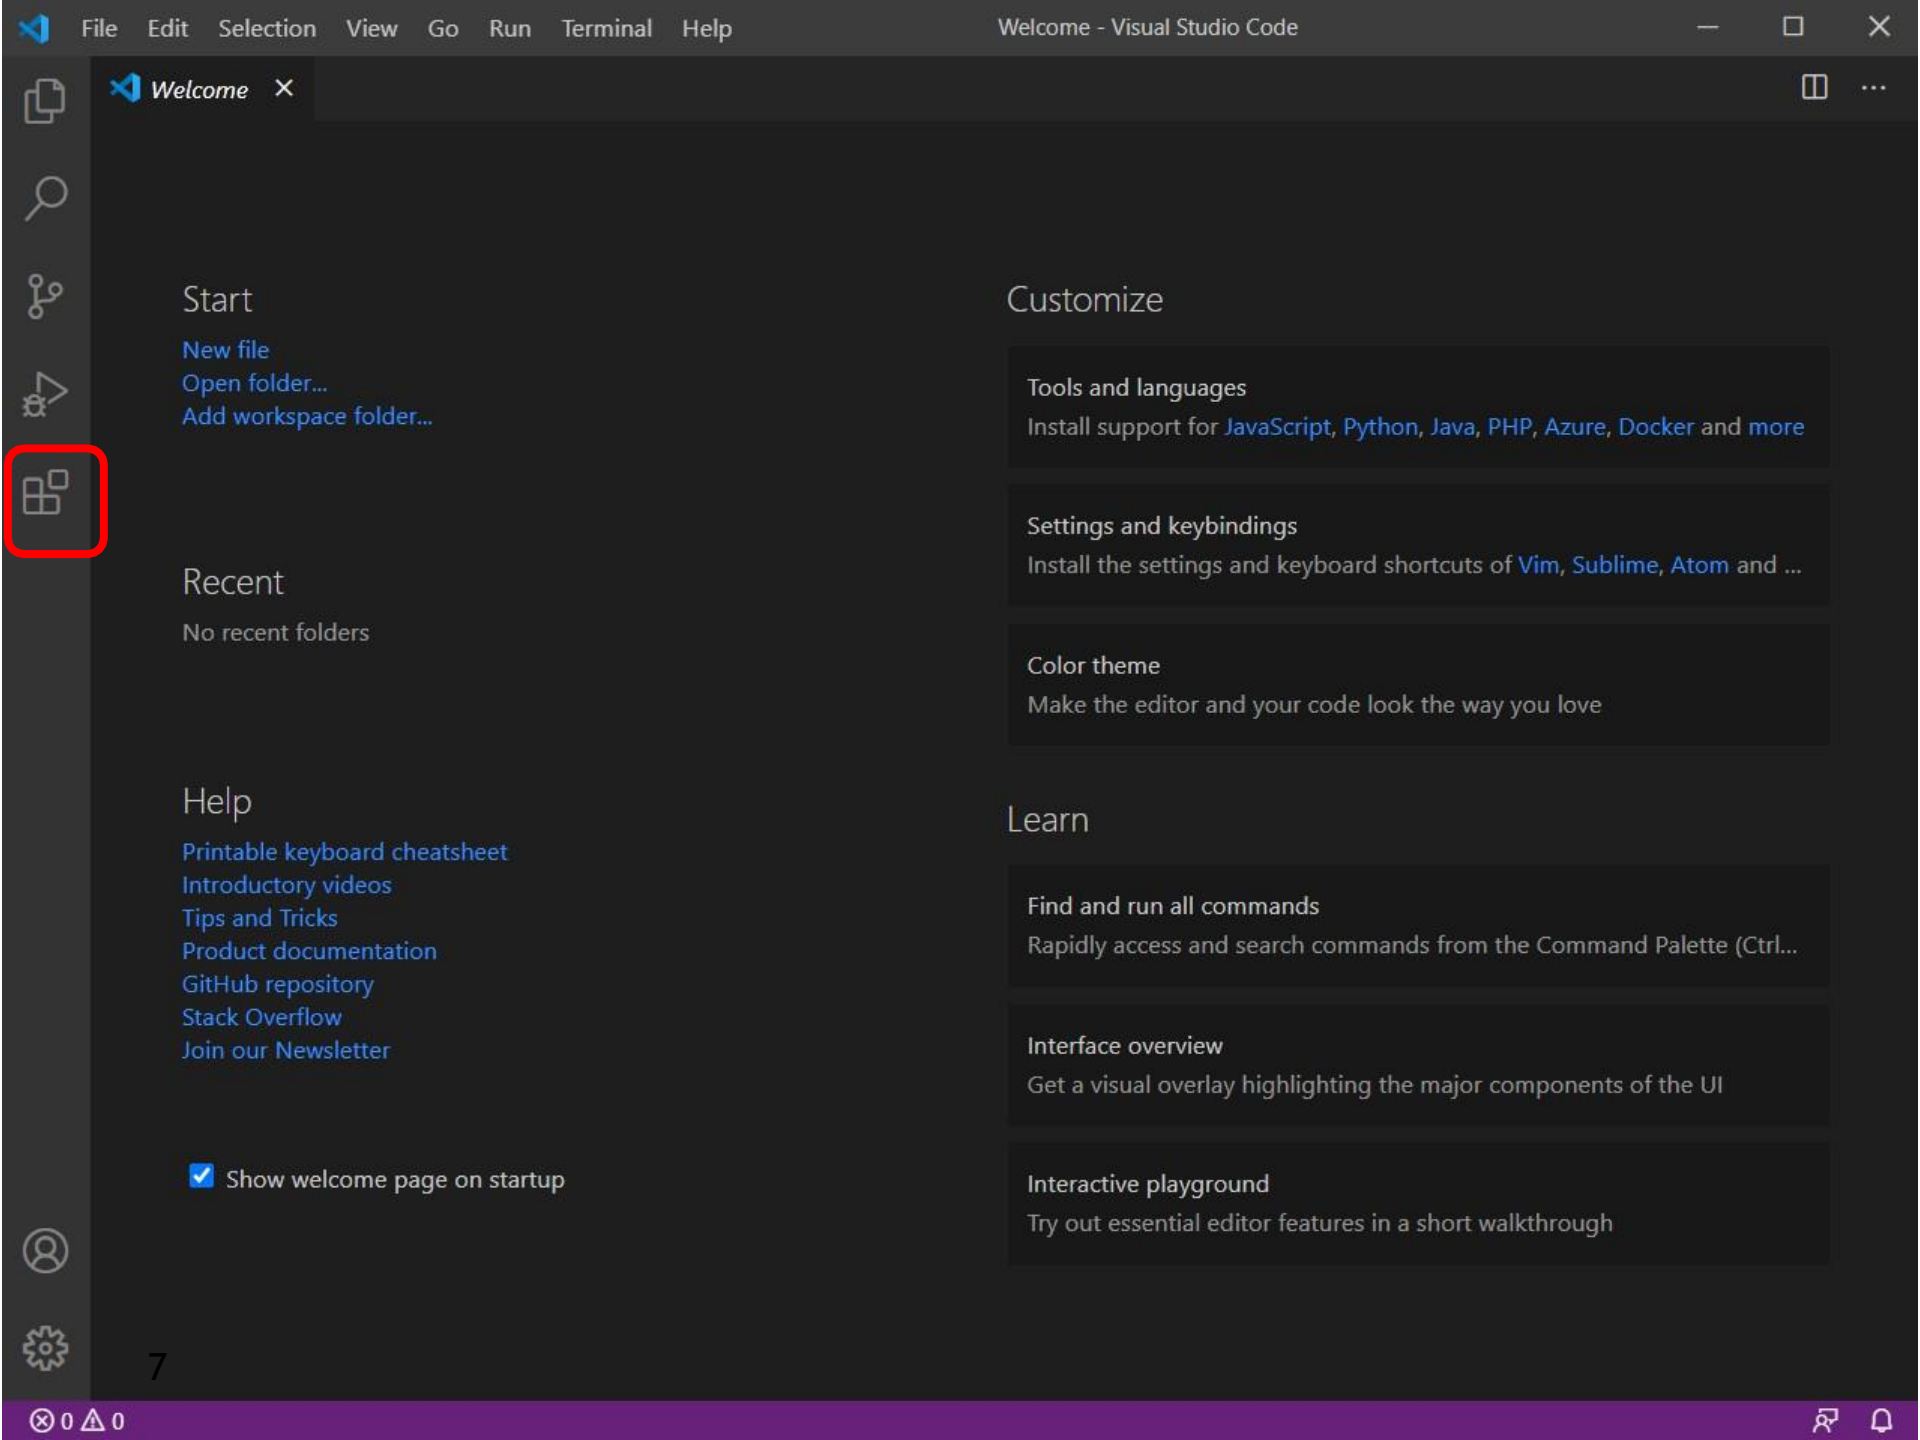 File Edit Selection View Go Run Terminal Help
Welcome - Visual Studio Code
Welcome
Start
New file
Open folder...
Add workspace folder...
Recent
No recent folders
Help
Printable keyboard cheatsheet
Introductory videos
Tips and Tricks
Product documentation
GitHub repository
Stack Overflow
Join our Newsletter
Show welcome page on startup
Customize
Tools and languages
Install support for JavaScript, Python, Java, PHP, Azure, Docker and more
Settings and keybindings
Install the settings and keyboard shortcuts of Vim, Sublime, Atom and ...
Color theme
Make the editor and your code look the way you love
Learn
Find and run all commands
Rapidly access and search commands from the Command Palette (Ctrl...
Interface overview
Get a visual overlay highlighting the major components of the UI
Interactive playground
Try out essential editor features in a short walkthrough
7
0 0